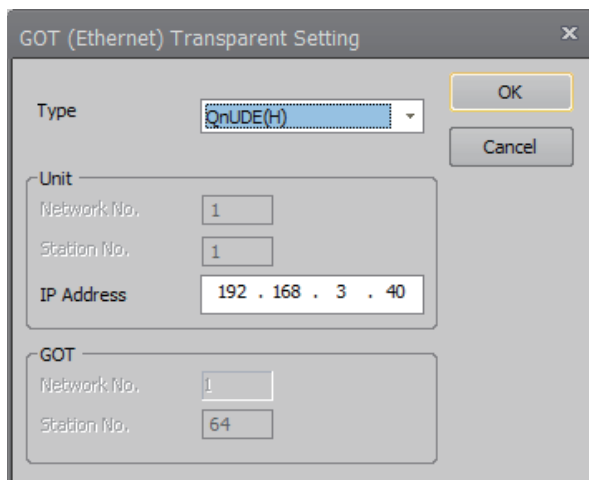 GOT (Ethernet) Transparent Setting x
Type QnUDE(H) OK
Cancel
Unit
Network No. 1
Station No. 1
IP Address 192 . 168 . 3 . 40
GOT
Network No. 1
Station No. 64